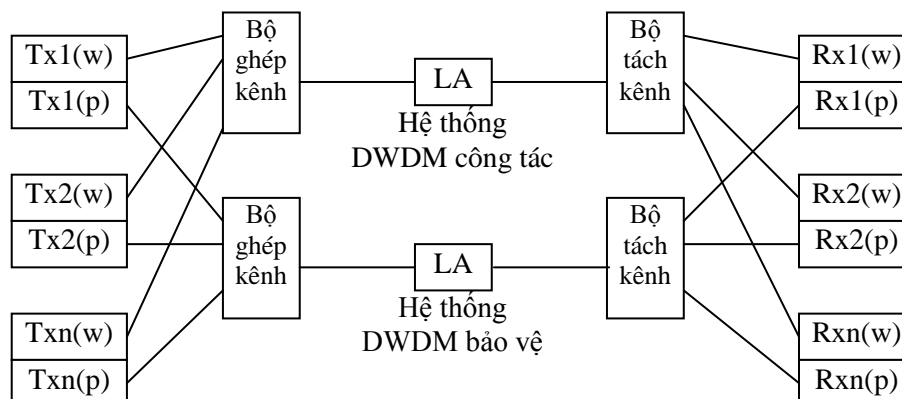 Tx1(w)
Tx1(p)
Tx2(w)
Tx2(p)
Txn(w)
Txn(p)
Bộ
ghép
kênh
Bộ
ghép
kênh
LA
Hệ thống
DWDM công tác
LA
Hệ thống
DWDM bảo vệ
Bộ
tách
kênh
Bộ
tách
kênh
Rx1(w)
Rx1(p)
Rx2(w)
Rx2(p)
Rxn(w)
Rxn(p)